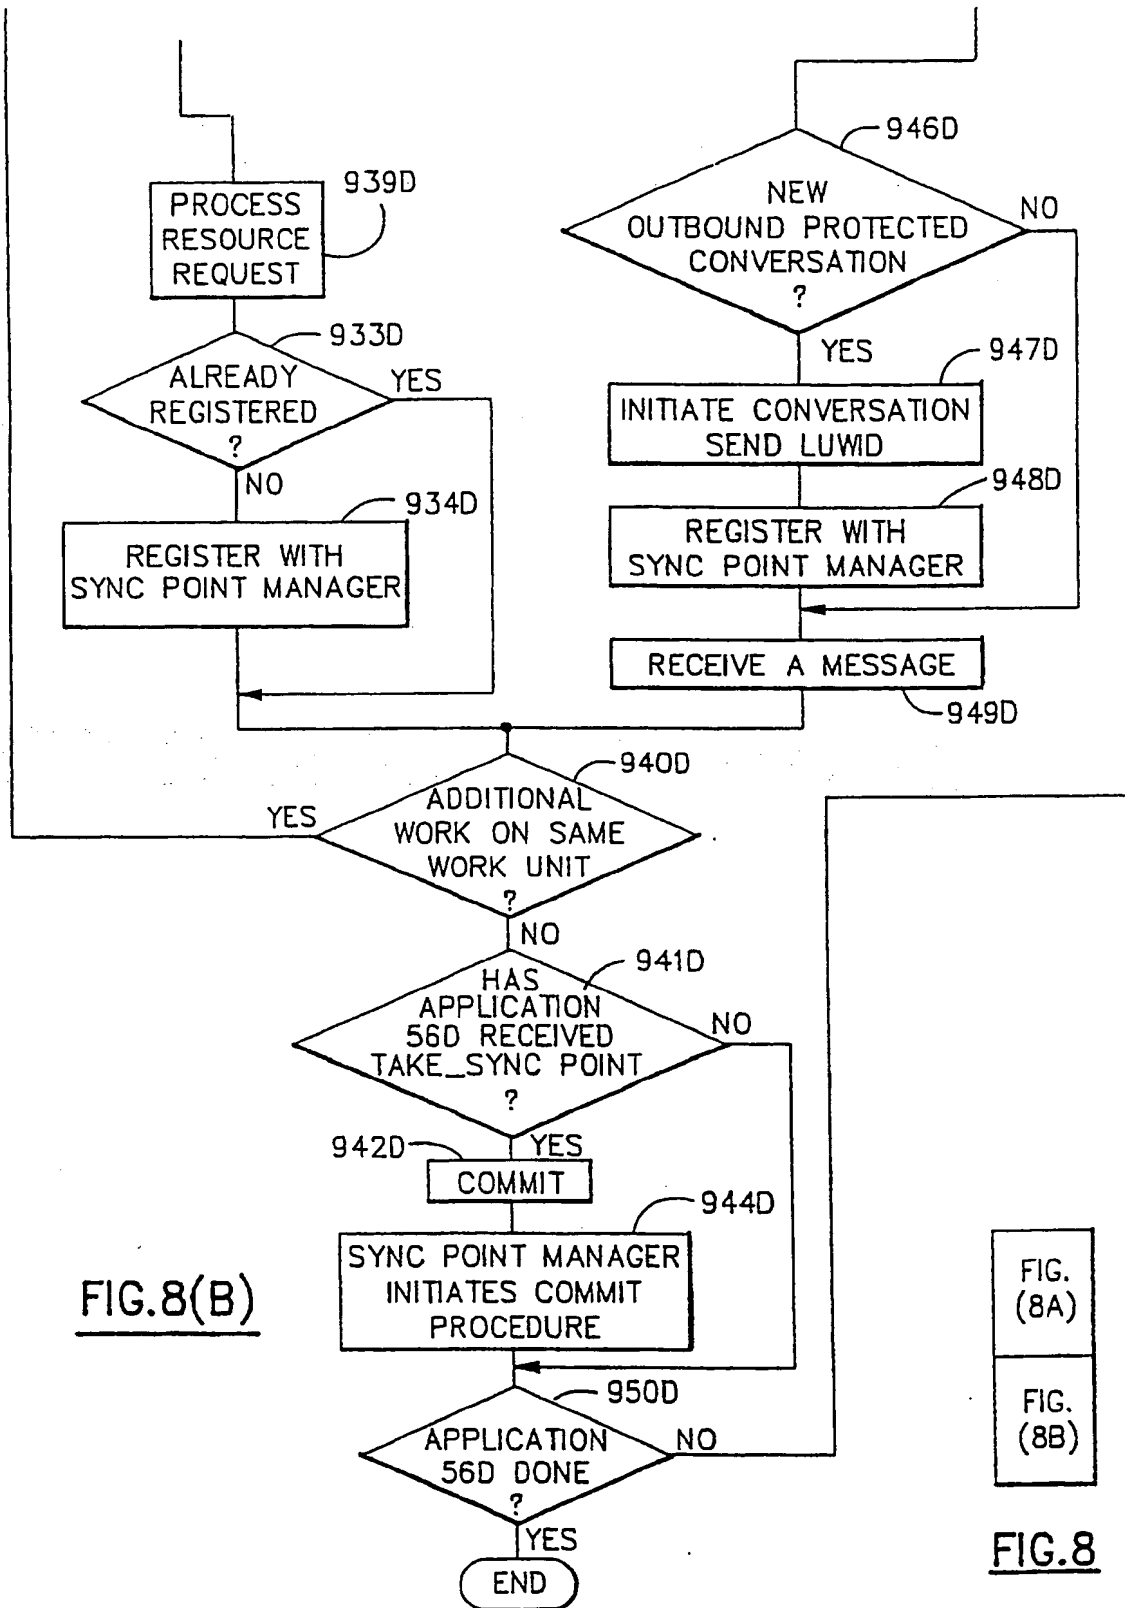 939D
PROCESS
RESOURCE
REQUEST
933D
ALREADY
REGISTERED
?
YES
NO
934D
REGISTER WITH
SYNC POINT MANAGER
946D
NEW
OUTBOUND PROTECTED
CONVERSATION
?
NO
YES
947D
INITIATE CONVERSATION
SEND LUWID
948D
REGISTER WITH
SYNC POINT MANAGER
RECEIVE A MESSAGE
949D
940D
YES
ADDITIONAL
WORK ON SAME
WORK UNIT
?
NO
941D
HAS
APPLICATION
56D RECEIVED
TAKE_SYNC POINT
?
NO
YES
942D
COMMIT
944D
SYNC POINT MANAGER
INITIATES COMMIT
PROCEDURE
950D
APPLICATION
56D DONE
?
NO
YES
END
FIG.8(B)
FIG.
(8A)
FIG.
(8B)
FIG.8